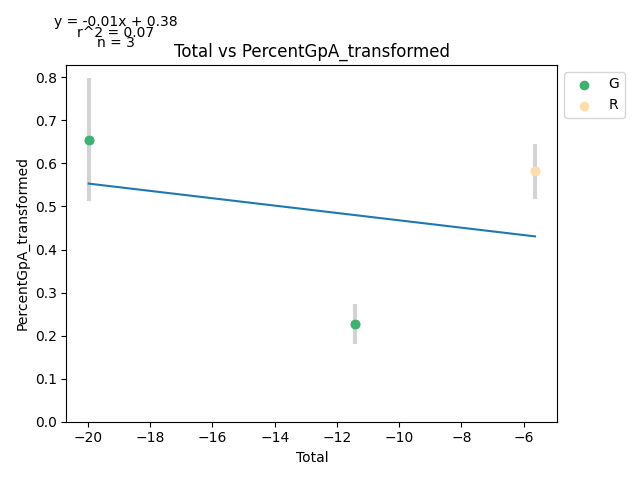 y = -0.01x + 0.38
r^2 = 0.07
n = 3
Total vs PercentGpA_transformed
G
R
PercentGpA_transformed
0.8
0.7
0.6
0.5
0.4
0.3
0.2
0.1
0.0
−20 −18 −16 −14 −12 −10 −8 −6
Total